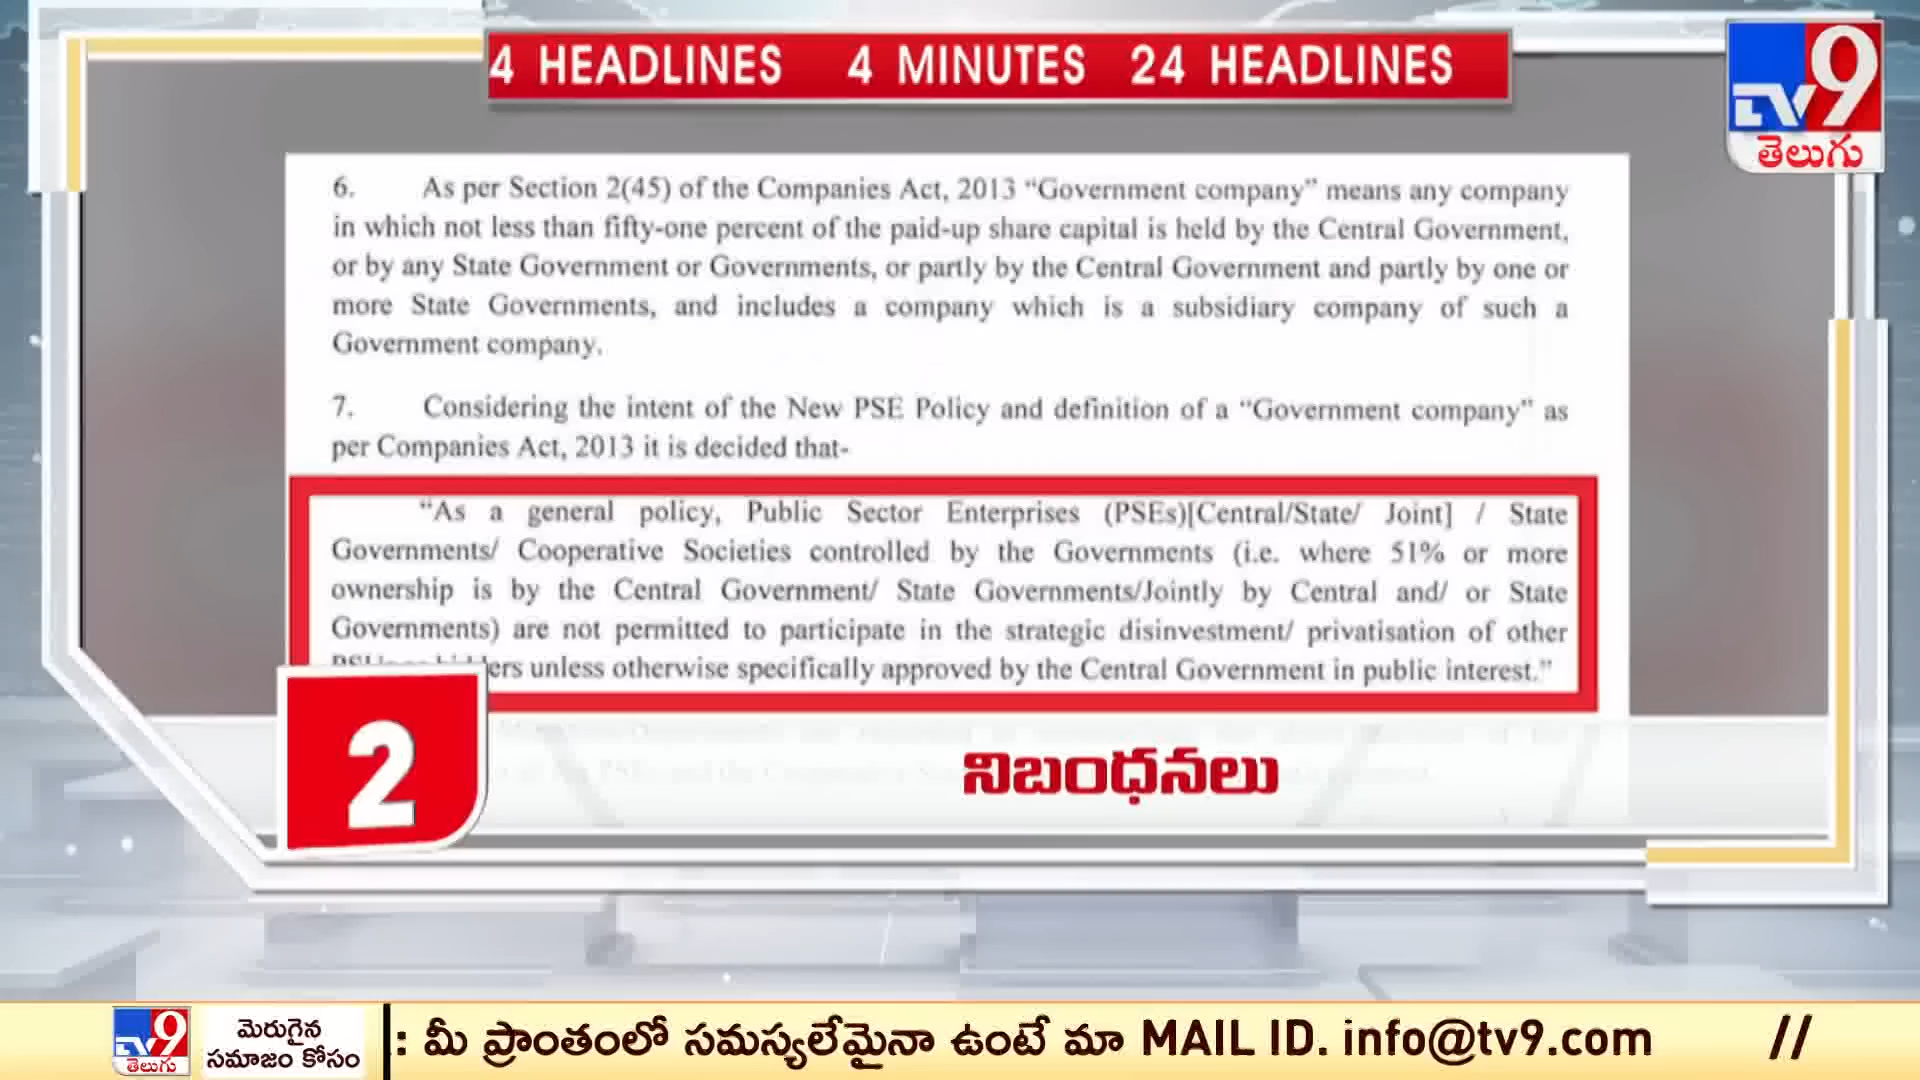 4 HEADLINES 4 MINUTES 24 HEADLINES
TV9
తెలుగు
6. As per Section 2(45) of the Companies Act, 2013 “Government company” means any company
in which not less than fifty-one percent of the paid-up share capital is held by the Central Government,
or by any State Government or Governments, or partly by the Central Government and partly by one or
more State Governments, and includes a company which is a subsidiary company of such a
Government company.
7. Considering the intent of the New PSE Policy and definition of a “Government company” as
per Companies Act, 2013 it is decided that-
“As a general policy, Public Sector Enterprises (PSEs)[Central/State/ Joint] / State
Governments/ Cooperative Societies controlled by the Governments (i.e. where 51% or more
ownership is by the Central Government/ State Governments/Jointly by Central and/ or State
Governments) are not permitted to participate in the strategic disinvestment/ privatisation of other
unless otherwise specifically approved by the Central Government in public interest.”
2
నిబంధనలు
TV9
తెలుగు
మెరుగైన
సమాజం కోసం
: మీ ప్రాంతంలో సమస్యలేమైనా ఉంటే మా MAIL ID. info@tv9.com //